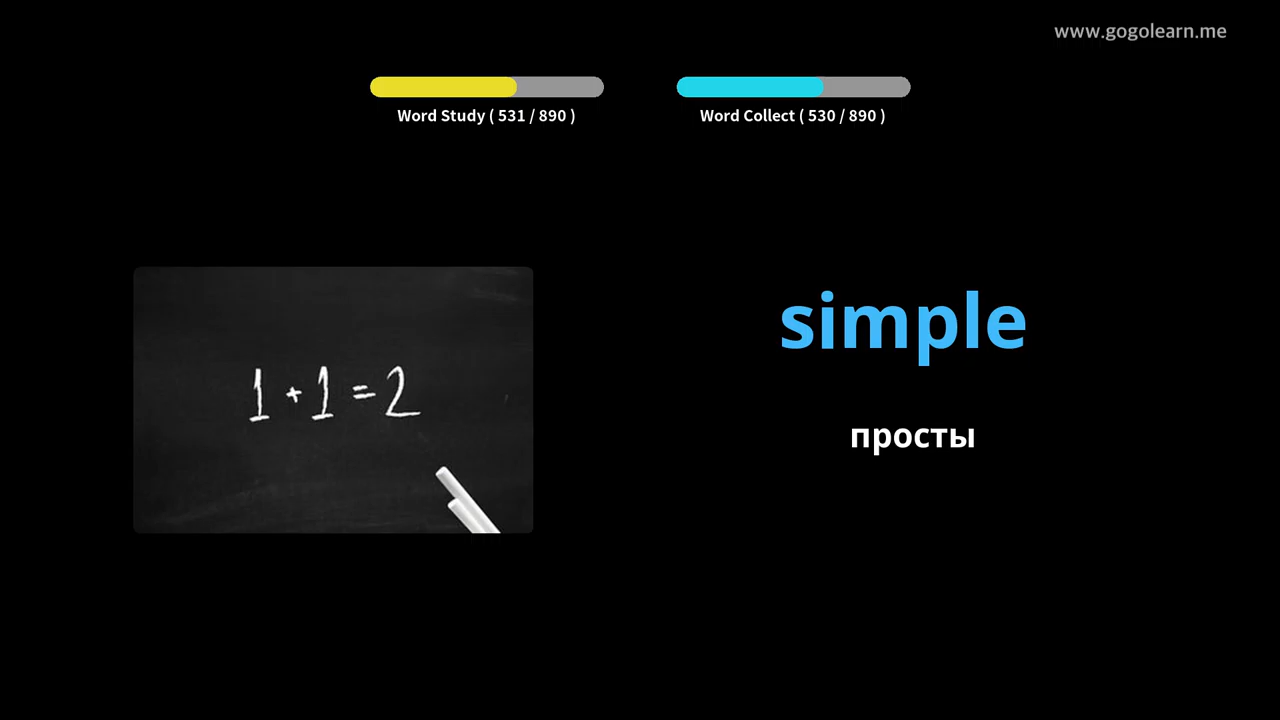 www.gogolearn.me
Word Study ( 531 / 890 )
Word Collect ( 530 / 890 )
1 + 1 = 2
simple
просты